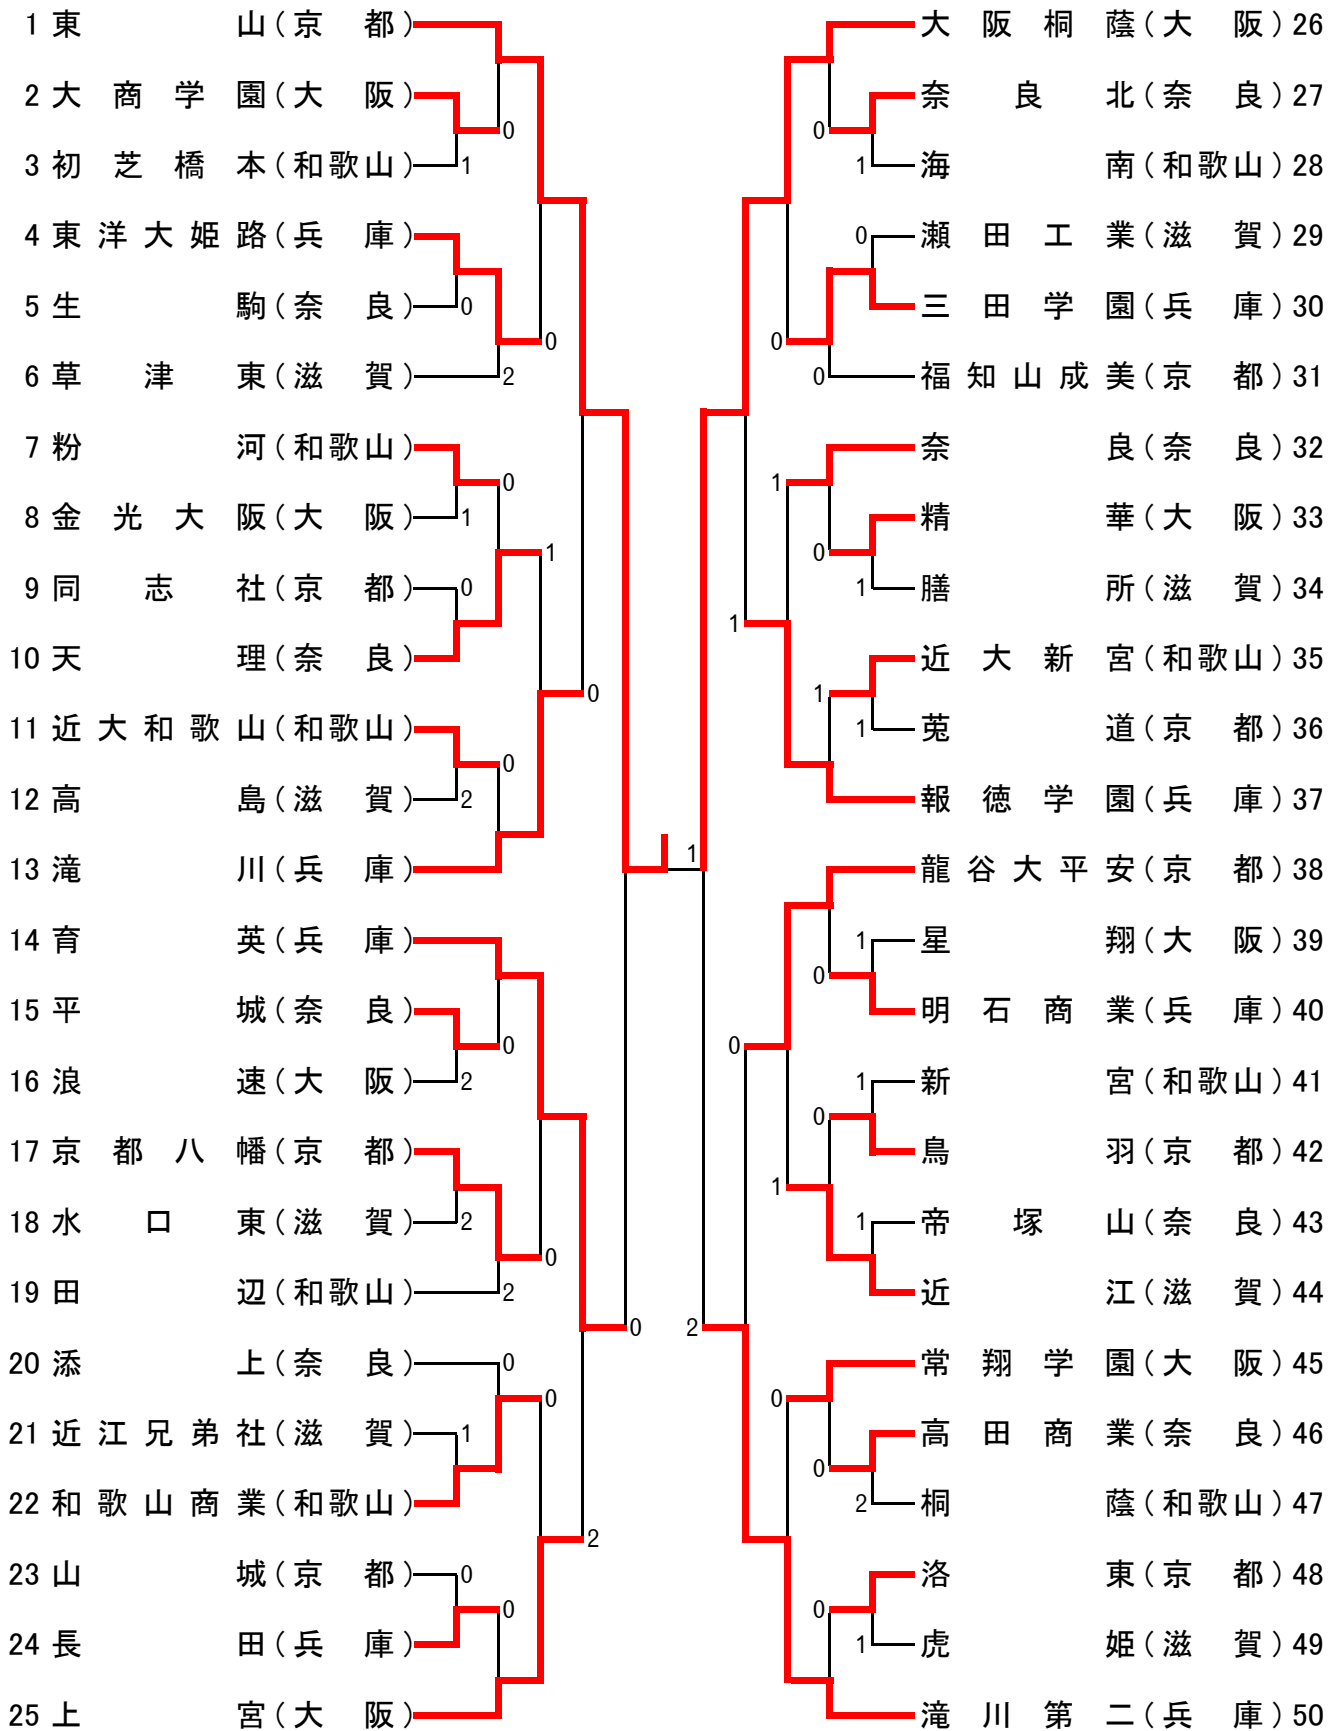 1 東山(京都)
2 大商学園(大阪)
0
3 初芝橋本(和歌山)
1
4 東洋大姫路(兵庫)
5 生駒(奈良)
0
0
6 草津東(滋賀)
2
7 粉河(和歌山)
0
8 金光大阪(大阪)
1
1
9 同志社(京都)
0
10 天理(奈良)
0
11 近大和歌山(和歌山)
0
12 高島(滋賀)
2
13 滝川(兵庫)
14 育英(兵庫)
15 平城(奈良)
0
16 浪速(大阪)
2
17 京都八幡(京都)
18 水口東(滋賀)
2
0
19 田辺(和歌山)
2
0
20 添上(奈良)
0
0
21 近江兄弟社(滋賀)
1
22 和歌山商業(和歌山)
2
23 山城(京都)
0
0
24 長田(兵庫)
25 上宮(大阪)
1
2
大阪桐蔭(大阪)26
奈良北(奈良)27
0
1
海南(和歌山)28
0
瀬田工業(滋賀)29
三田学園(兵庫)30
0
0
福知山成美(京都)31
奈良(奈良)32
1
精華(大阪)33
0
1
膳所(滋賀)34
1
近大新宮(和歌山)35
1
1
莵道(京都)36
報徳学園(兵庫)37
龍谷大平安(京都)38
1
星翔(大阪)39
0
明石商業(兵庫)40
0
1
新宮(和歌山)41
0
鳥羽(京都)42
1
1
帝塚山(奈良)43
近江(滋賀)44
常翔学園(大阪)45
0
高田商業(奈良)46
0
2
桐蔭(和歌山)47
洛東(京都)48
0
1
虎姫(滋賀)49
滝川第二(兵庫)50